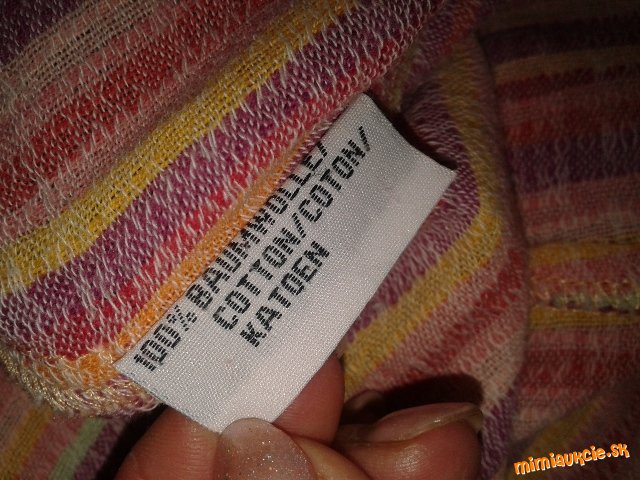 100% BAUMWOLLE/
COTTON/COTON/
KATOEN
mimiaukcie.sk